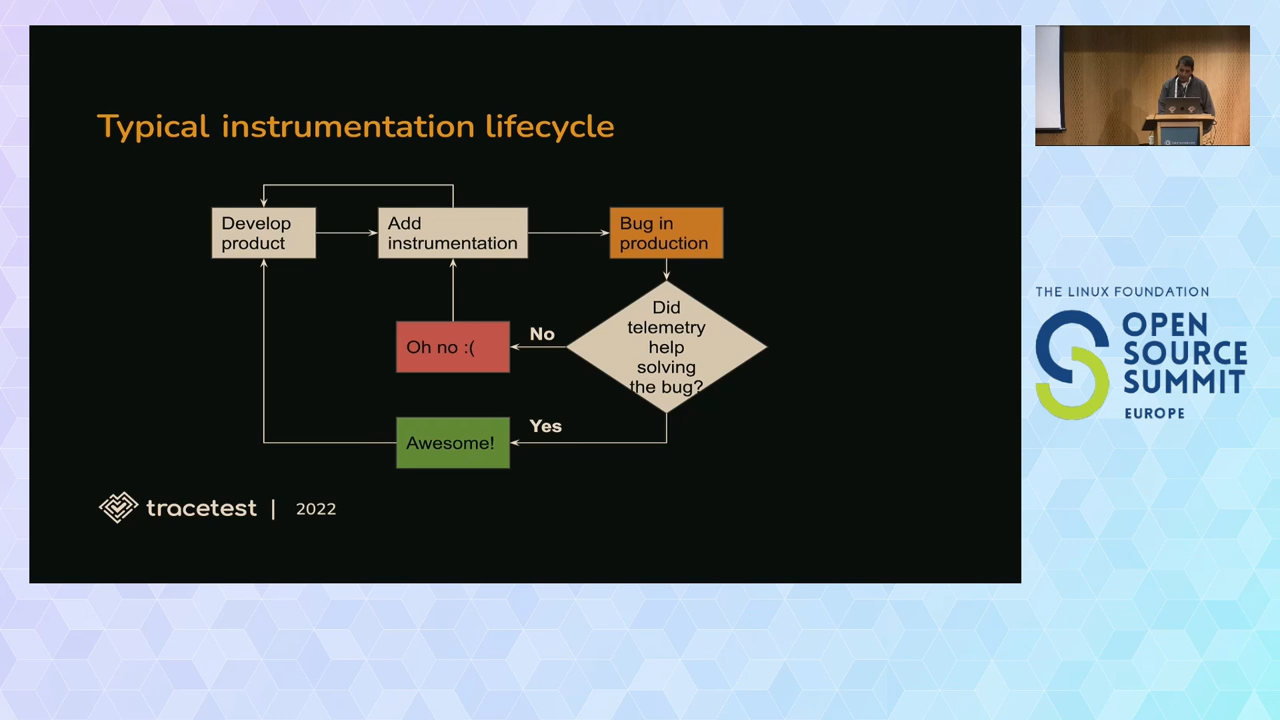 Typical instrumentation lifecycle
Develop
product
Add
instrumentation
Bug in
production
Did
telemetry
help
solving
the bug?
No
Oh no :(
Yes
Awesome!
tracetest | 2022
THE LINUX FOUNDATION
OPEN
SOURCE
SUMMIT
EUROPE